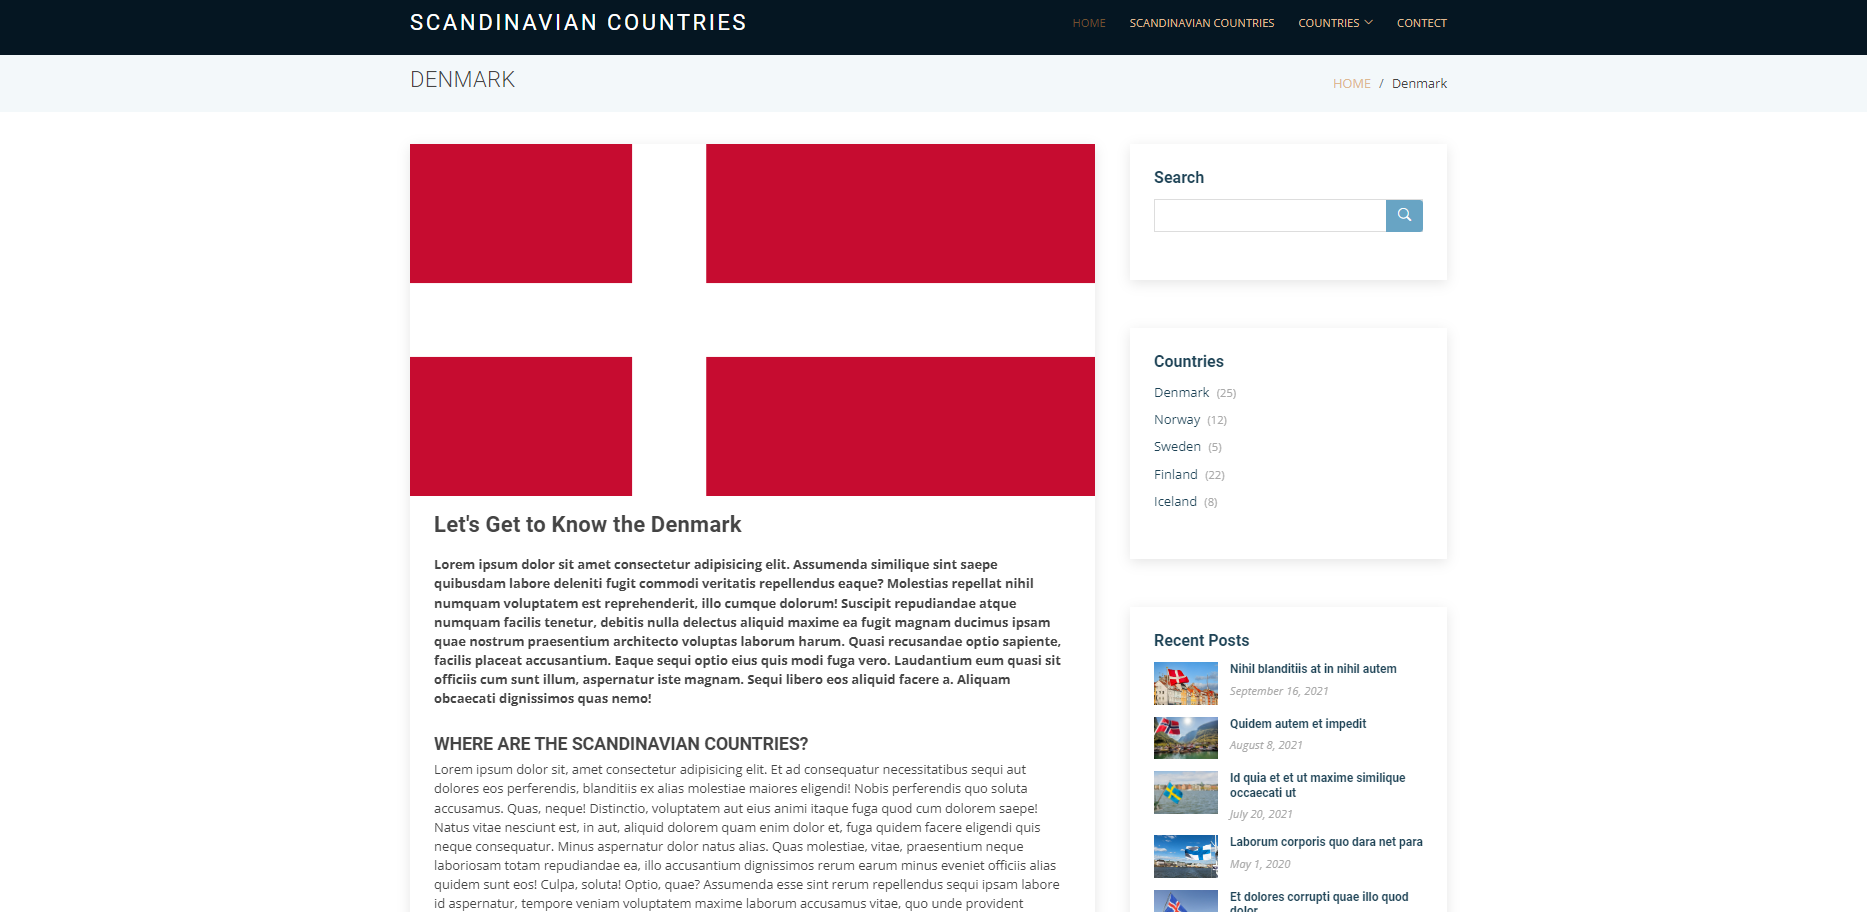 SCANDINAVIAN COUNTRIES
HOME
SCANDINAVIAN COUNTRIES
COUNTRIES
CONTECT
DENMARK
HOME / Denmark
Let's Get to Know the Denmark
Lorem ipsum dolor sit amet consectetur adipisicing elit. Assumenda similique sint saepe
quibusdam labore deleniti fugit commodi veritatis repellendus eaque? Molestias repellat nihil
numquam voluptatem est reprehenderit, illo cumque dolorum! Suscipit repudiandae atque
numquam facilis tenetur, debitis nulla delectus aliquid maxime ea fugit magnam ducimus ipsam
quae nostrum praesentium architecto voluptas laborum harum. Quasi recusandae optio sapiente,
facilis placeat accusantium. Eaque sequi optio eius quis modi fuga vero. Laudantium eum quasi sit
officiis cum sunt illum, aspernatur iste magnam. Sequi libero eos aliquid facere a. Aliquam
obcaecati dignissimos quas nemo!
WHERE ARE THE SCANDINAVIAN COUNTRIES?
Lorem ipsum dolor sit, amet consectetur adipisicing elit. Et ad consequatur necessitatibus sequi aut
dolores eos perferendis, blanditiis ex alias molestiae maiores eligendi! Nobis perferendis quo soluta
accusamus. Quas, neque! Distinctio, voluptatem aut eius animi itaque fuga quod cum dolorem saepe!
Natus vitae nesciunt est, in aut, aliquid dolorem quam enim dolor et, fuga quidem facere eligendi quis
neque consequatur. Minus aspernatur dolor natus alias. Quas molestiae, vitae, praesentium neque
laboriosam totam repudiandae ea, illo accusantium dignissimos rerum earum minus eveniet officiis alias
quidem sunt eos! Culpa, soluta! Optio, quae? Assumenda esse sint rerum repellendus sequi ipsam labore
id aspernatur, tempore veniam voluptatem maxime laborum accusamus vitae, quo unde provident
Search
Countries
Denmark (25)
Norway (12)
Sweden (5)
Finland (22)
Iceland (8)
Recent Posts
Nihil blanditiis at in nihil autem
September 16, 2021
Quidem autem et impedit
August 8, 2021
Id quia et et ut maxime similique
occaecati ut
July 20, 2021
Laborum corporis quo dara net para
May 1, 2020
Et dolores corrupti quae illo quod
dolor